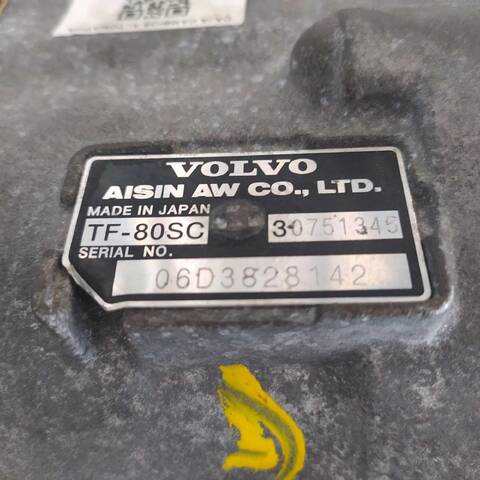 VOLVO
AISIN AW CO., LTD.
MADE IN JAPAN
TF-80SC 30751345
SERIAL NO.
06D3828142